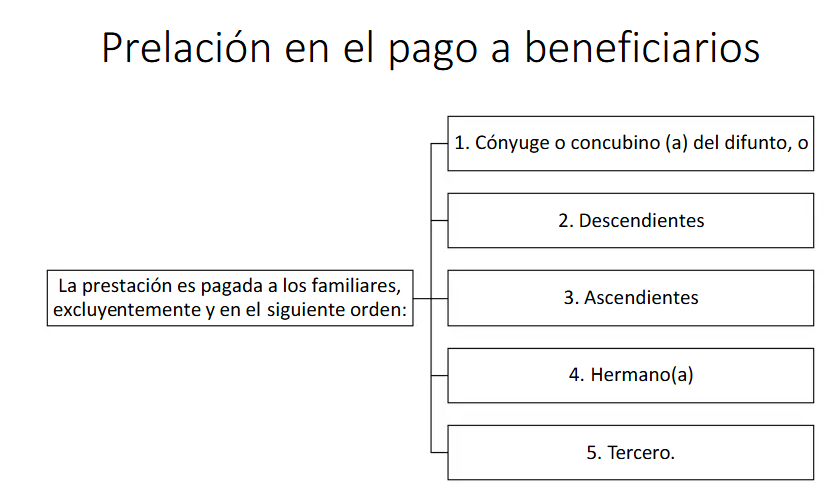 Prelación en el pago a beneficiarios
La prestación es pagada a los familiares,
excluyentemente y en el siguiente orden:
1. Cónyuge o concubino (a) del difunto, o
2. Descendientes
3. Ascendientes
4. Hermano(a)
5. Tercero.